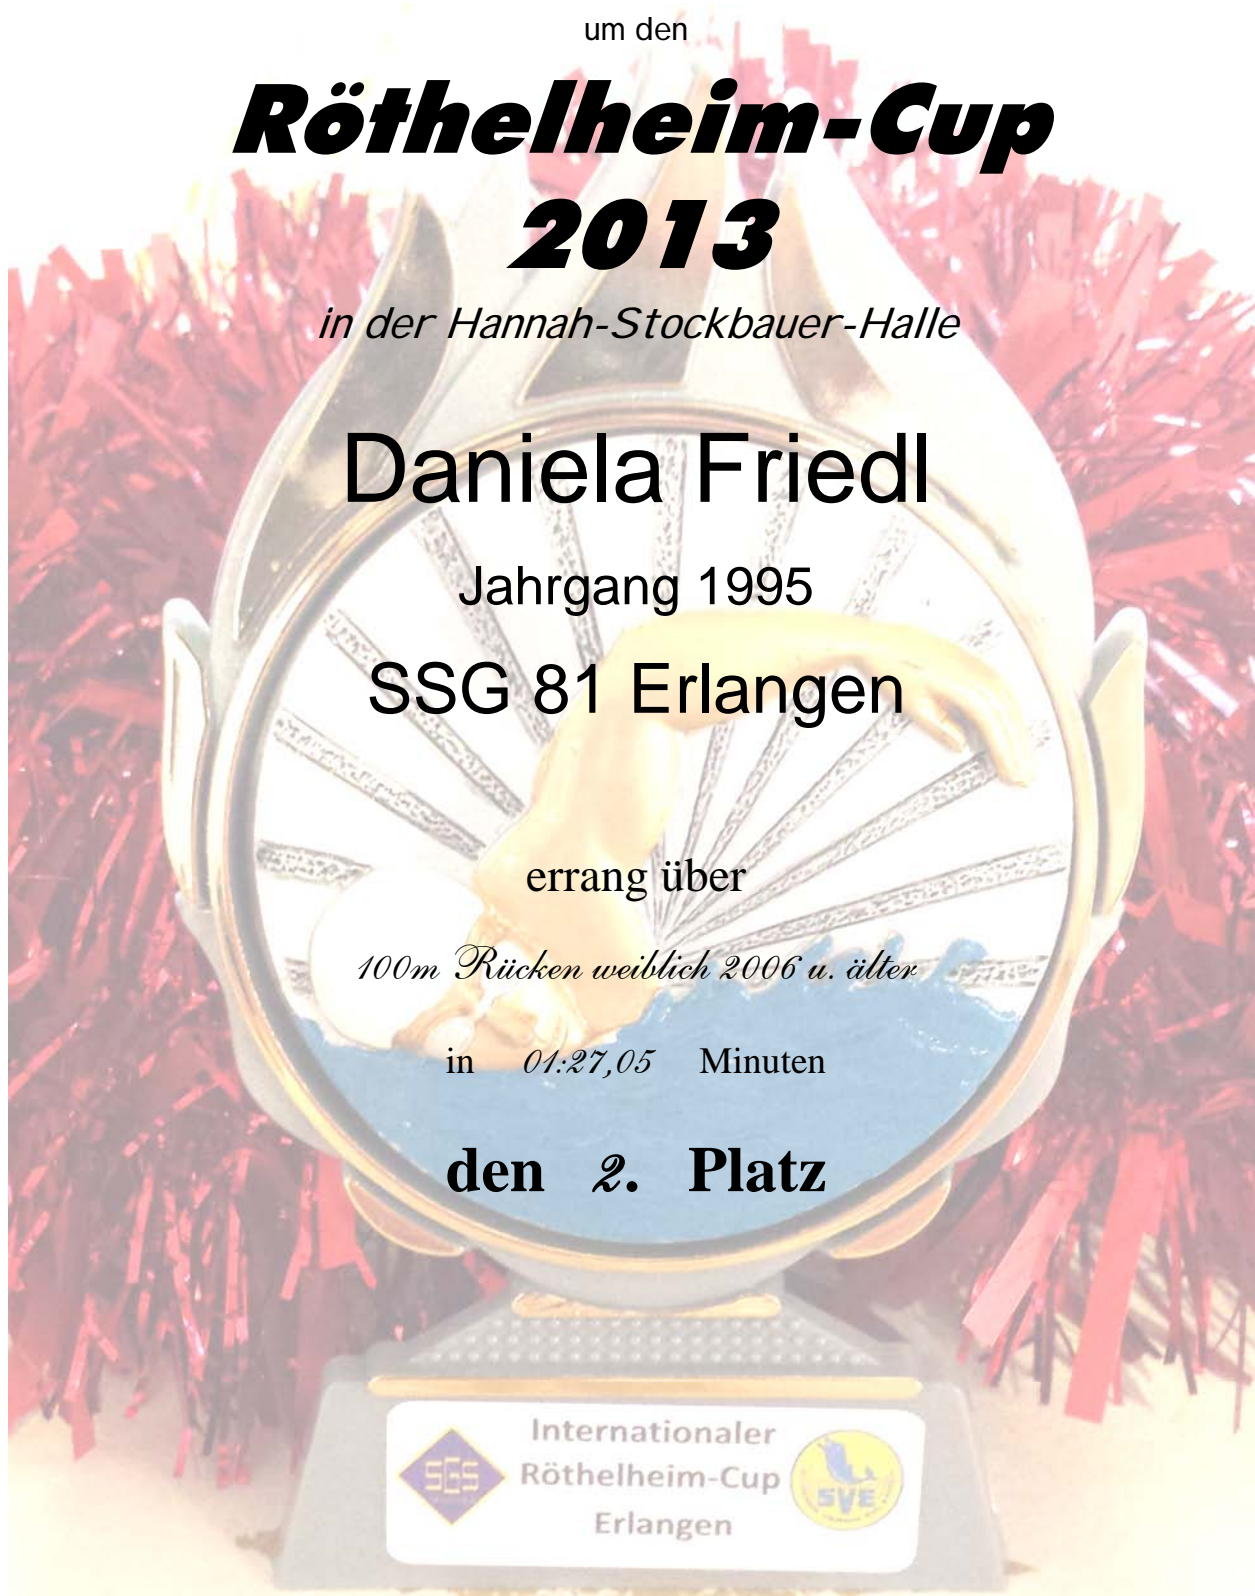 um den
Röthelheim-Cup
2013
in der Hannah-Stockbauer-Halle
Daniela Friedl
Jahrgang 1995
SSG 81 Erlangen
errang über
100m Rücken weiblich 2006 u. älter
in 01:27,05 Minuten
den 2. Platz
Internationaler
Röthelheim-Cup
Erlangen
SGS
SVE